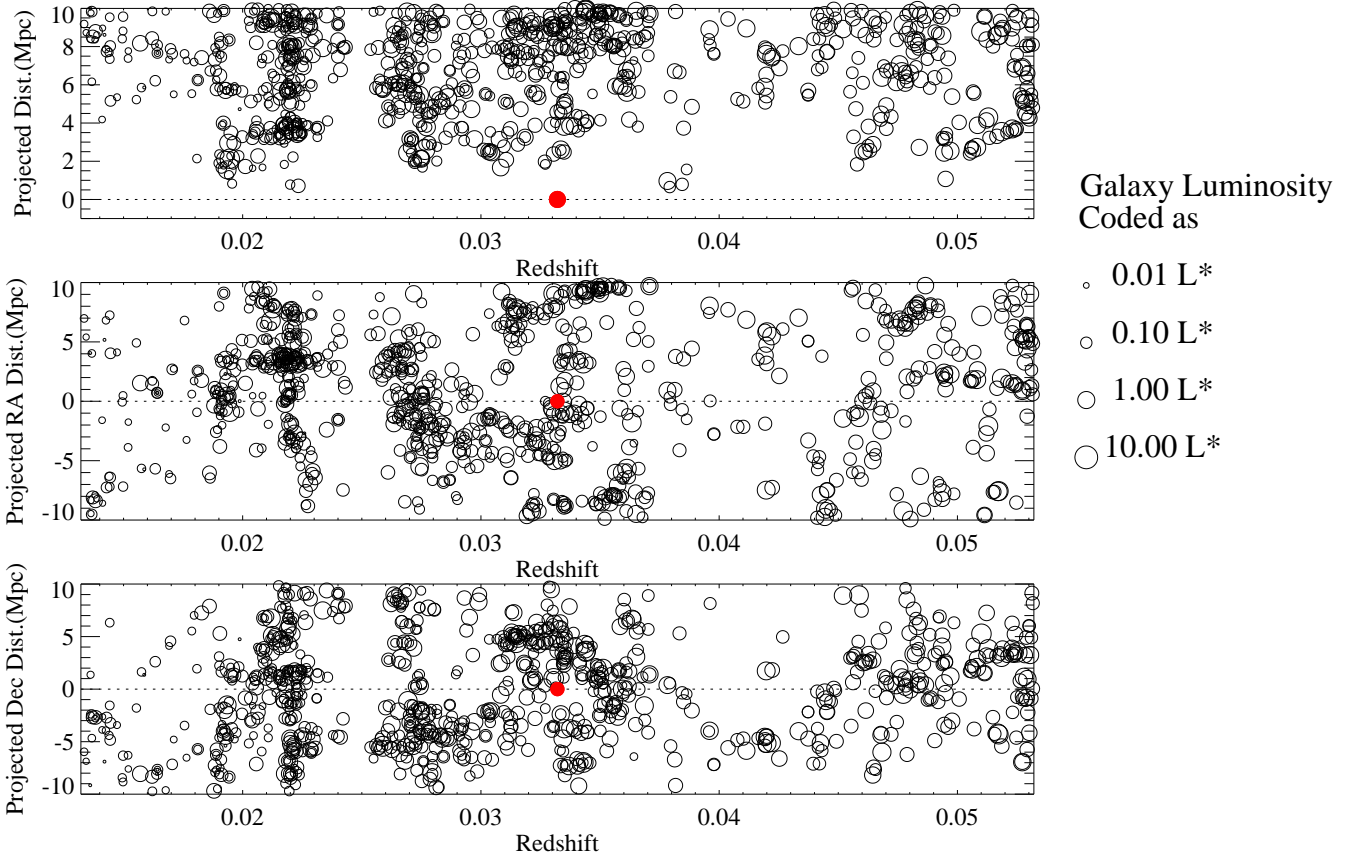 Projected Dist.(Mpc)
10
8
6
4
2
0
0.02
0.03
0.04
0.05
Redshift
Projected RA Dist.(Mpc)
10
5
0
-5
-10
0.02
0.03
0.04
0.05
Redshift
Projected Dec Dist.(Mpc)
10
5
0
-5
-10
0.02
0.03
0.04
0.05
Redshift
Galaxy Luminosity
Coded as
0.01 L*
0.10 L*
1.00 L*
10.00 L*